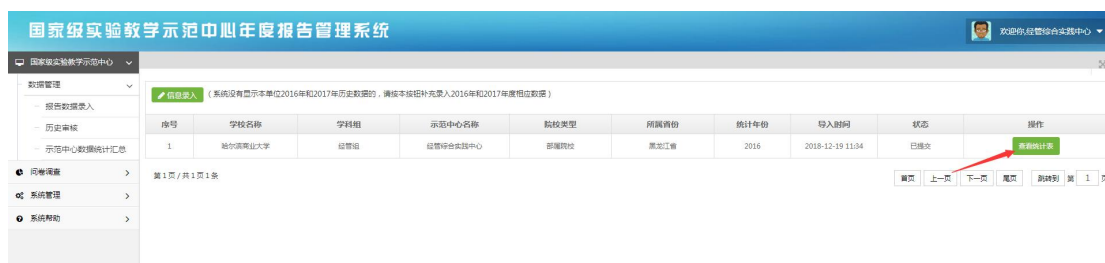 国家级实验教学示范中心年度报告管理系统
欢迎你,经管综合实践中心
国家级实验教学示范中心
数据管理
报告数据录入
历史审核
示范中心数据统计汇总
问卷调查
系统管理
系统帮助
信息录入 (系统没有显示本单位2016年和2017年历史数据的,请按本按钮补充录入2016年和2017年度相应数据)
序号 学校名称 学科组 示范中心名称 院校类型 所属省份 统计年份 导入时间 状态 操作
1 哈尔滨商业大学 经管组 经管综合实践中心 部属院校 黑龙江省 2016 2018-12-19 11:34 已提交 查看统计表
第1页/共1页1条 首页 上一页 下一页 尾页 跳转到 第 1